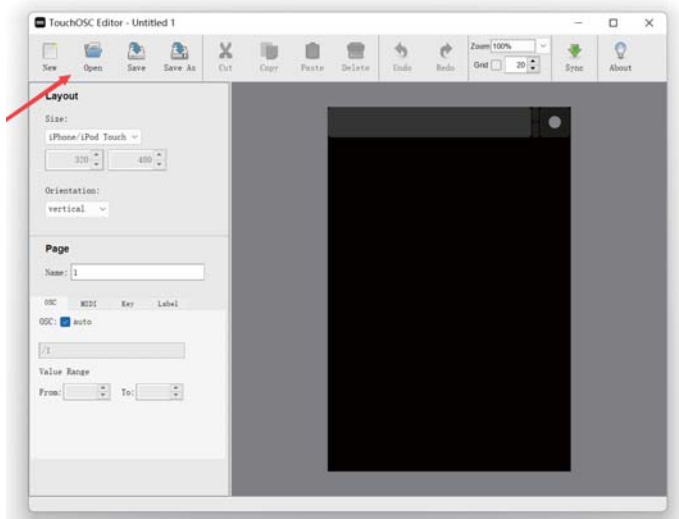 TouchOSC Editor - Untitled 1
New Open Save Save As Cut Copy Paste Delete Undo Redo Zoom 100% Grid 20 Sync About
Layout
Size:
iPhone/iPod Touch
320 480
Orientation:
vertical
Page
Name: 1
OSC MIDI Key Label
OSC: auto
/1
Value Range
From: To: